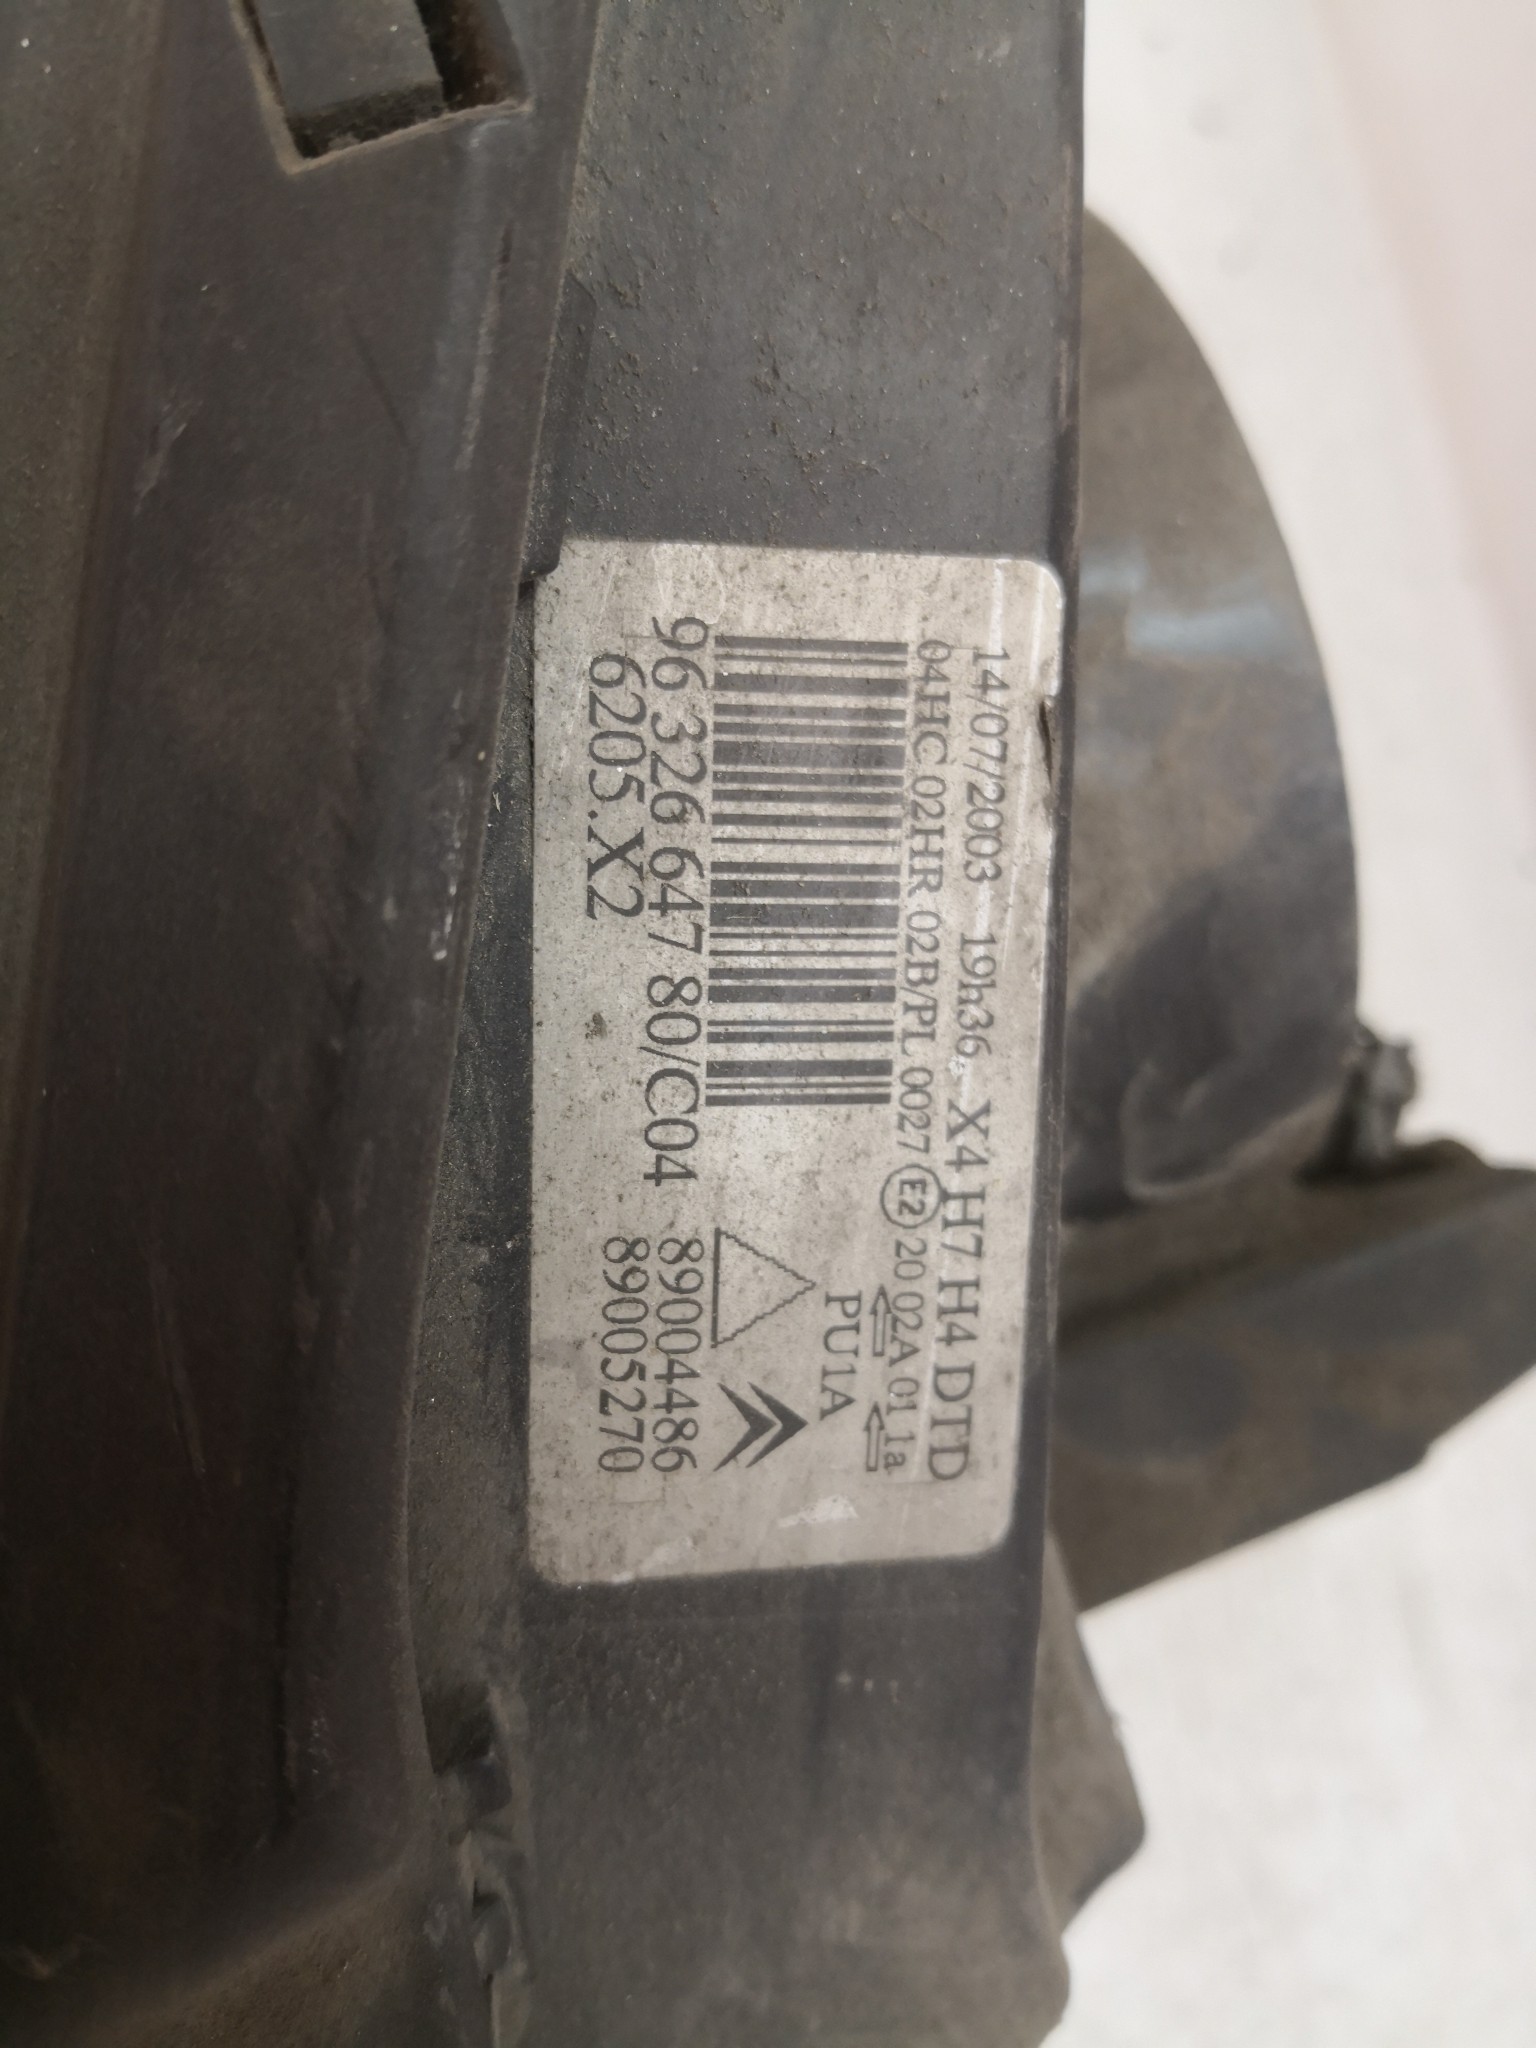 14/07/2003 19h36 X4 H7 H4 DTD
04HC 02HR 02B/PL 0027 E2 20 02A 01 1a
PU1A
96 326 647 80/C04 89004486
6205.X2 89005270